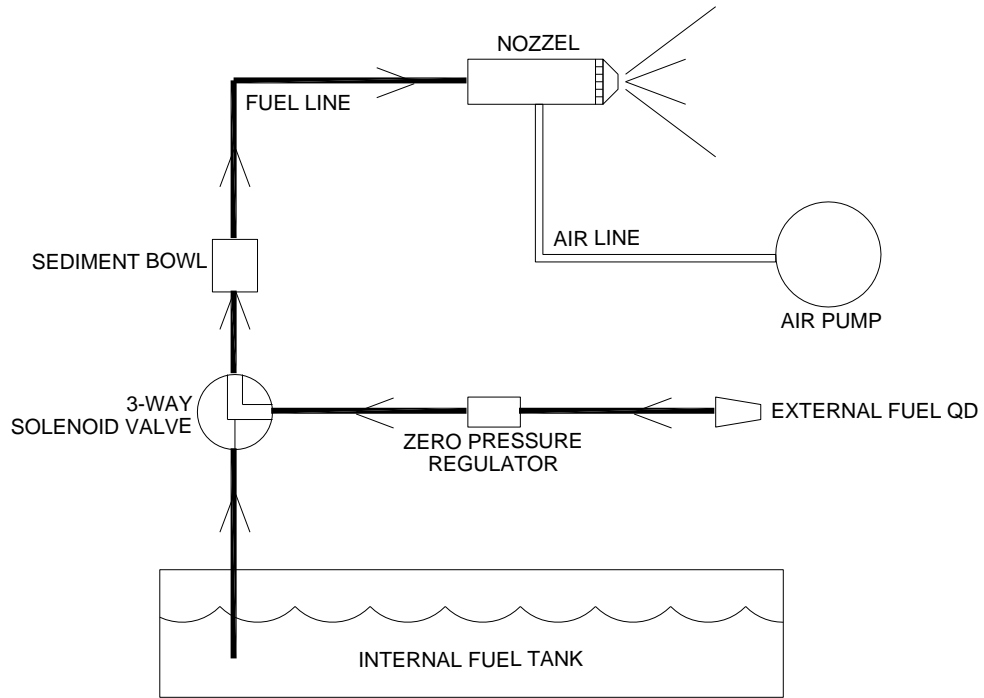 NOZZEL
FUEL LINE
AIR LINE
SEDIMENT BOWL
AIR PUMP
3-WAY
SOLENOID VALVE
EXTERNAL FUEL QD
ZERO PRESSURE
REGULATOR
INTERNAL FUEL TANK